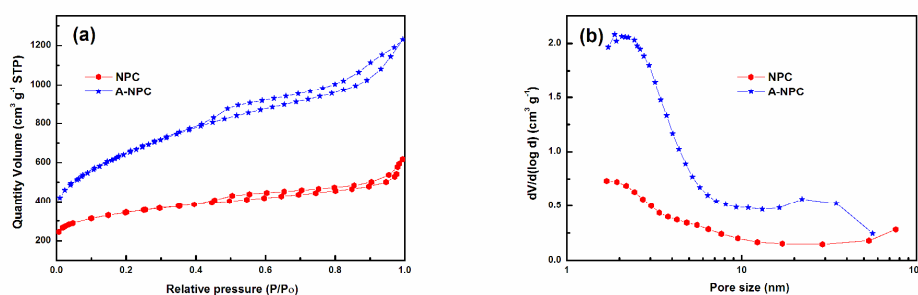 (a)
NPC
A-NPC
Quantity Volume (cm³ g⁻¹ STP)
1200
1000
800
600
400
200
0.0 0.2 0.4 0.6 0.8 1.0
Relative pressure (P/Po)
(b)
NPC
A-NPC
dV/d(log d) (cm³ g⁻¹)
2.0
1.5
1.0
0.5
0.0
1 10 100
Pore size (nm)